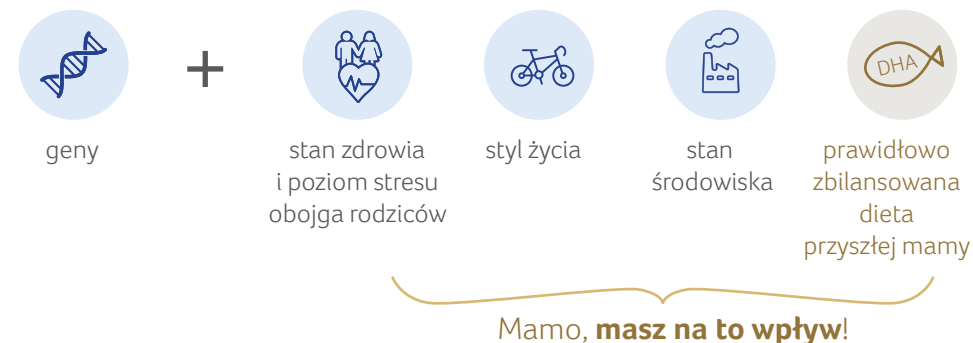 +
DHA
geny
stan zdrowia
i poziom stresu
obojga rodziców
styl życia
stan
środowiska
prawidłowo
zbilansowana
dieta
przyszłej mamy
Mamo, masz na to wpływ!